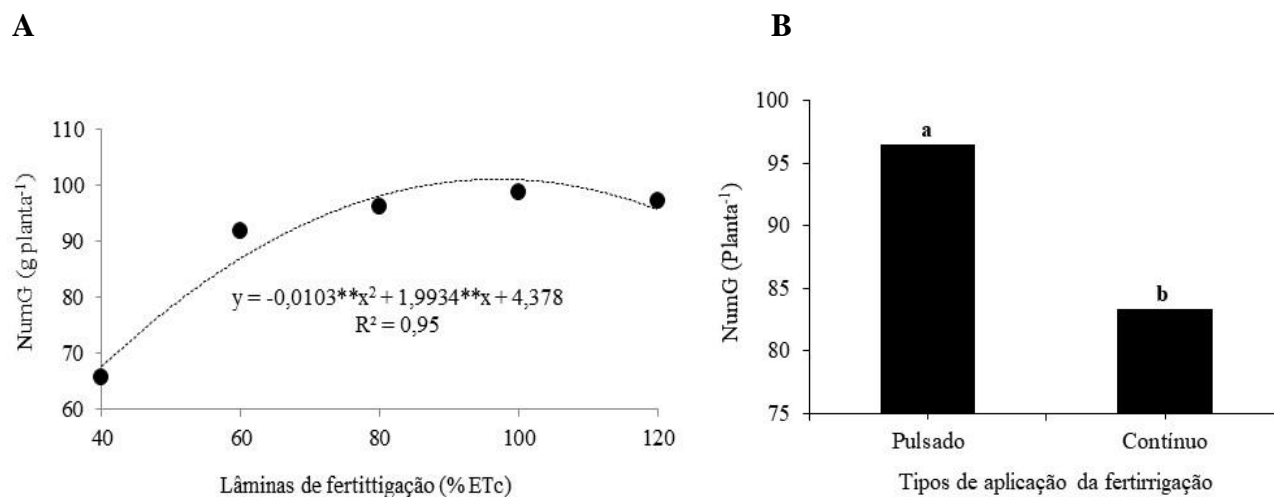 A
NumG (g planta⁻¹)
110
100
90
80
70
60
y = -0,0103**x² + 1,9934**x + 4,378
R² = 0,95
40 60 80 100 120
Lâminas de fertittigação (% ETc)
B
NumG (Planta⁻¹)
100
95
90
85
80
75
a
b
Pulsado Contínuo
Tipos de aplicação da fertirrigação